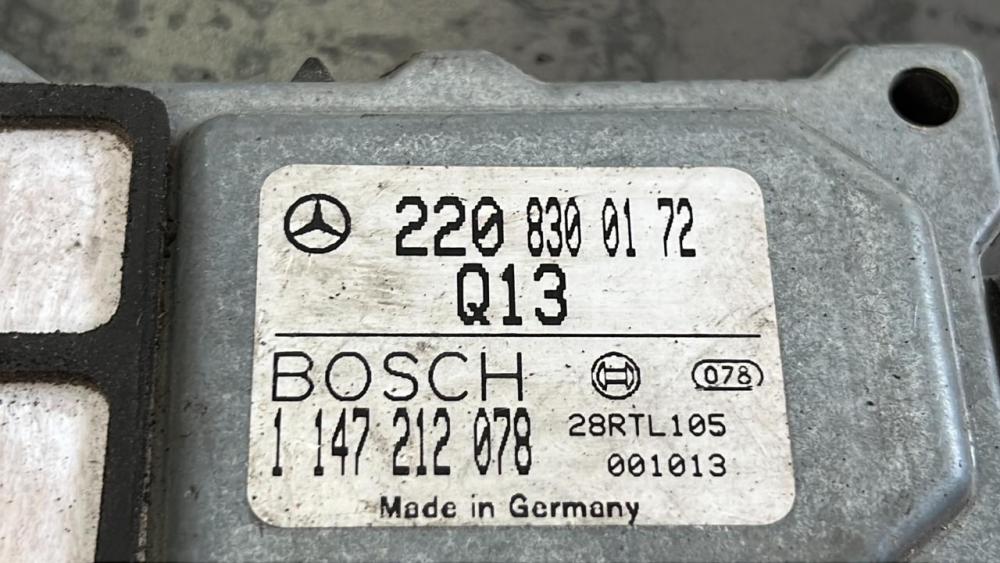 220 830 01 72
Q13
BOSCH 078
1 147 212 078 28RTL105
001013
Made in Germany